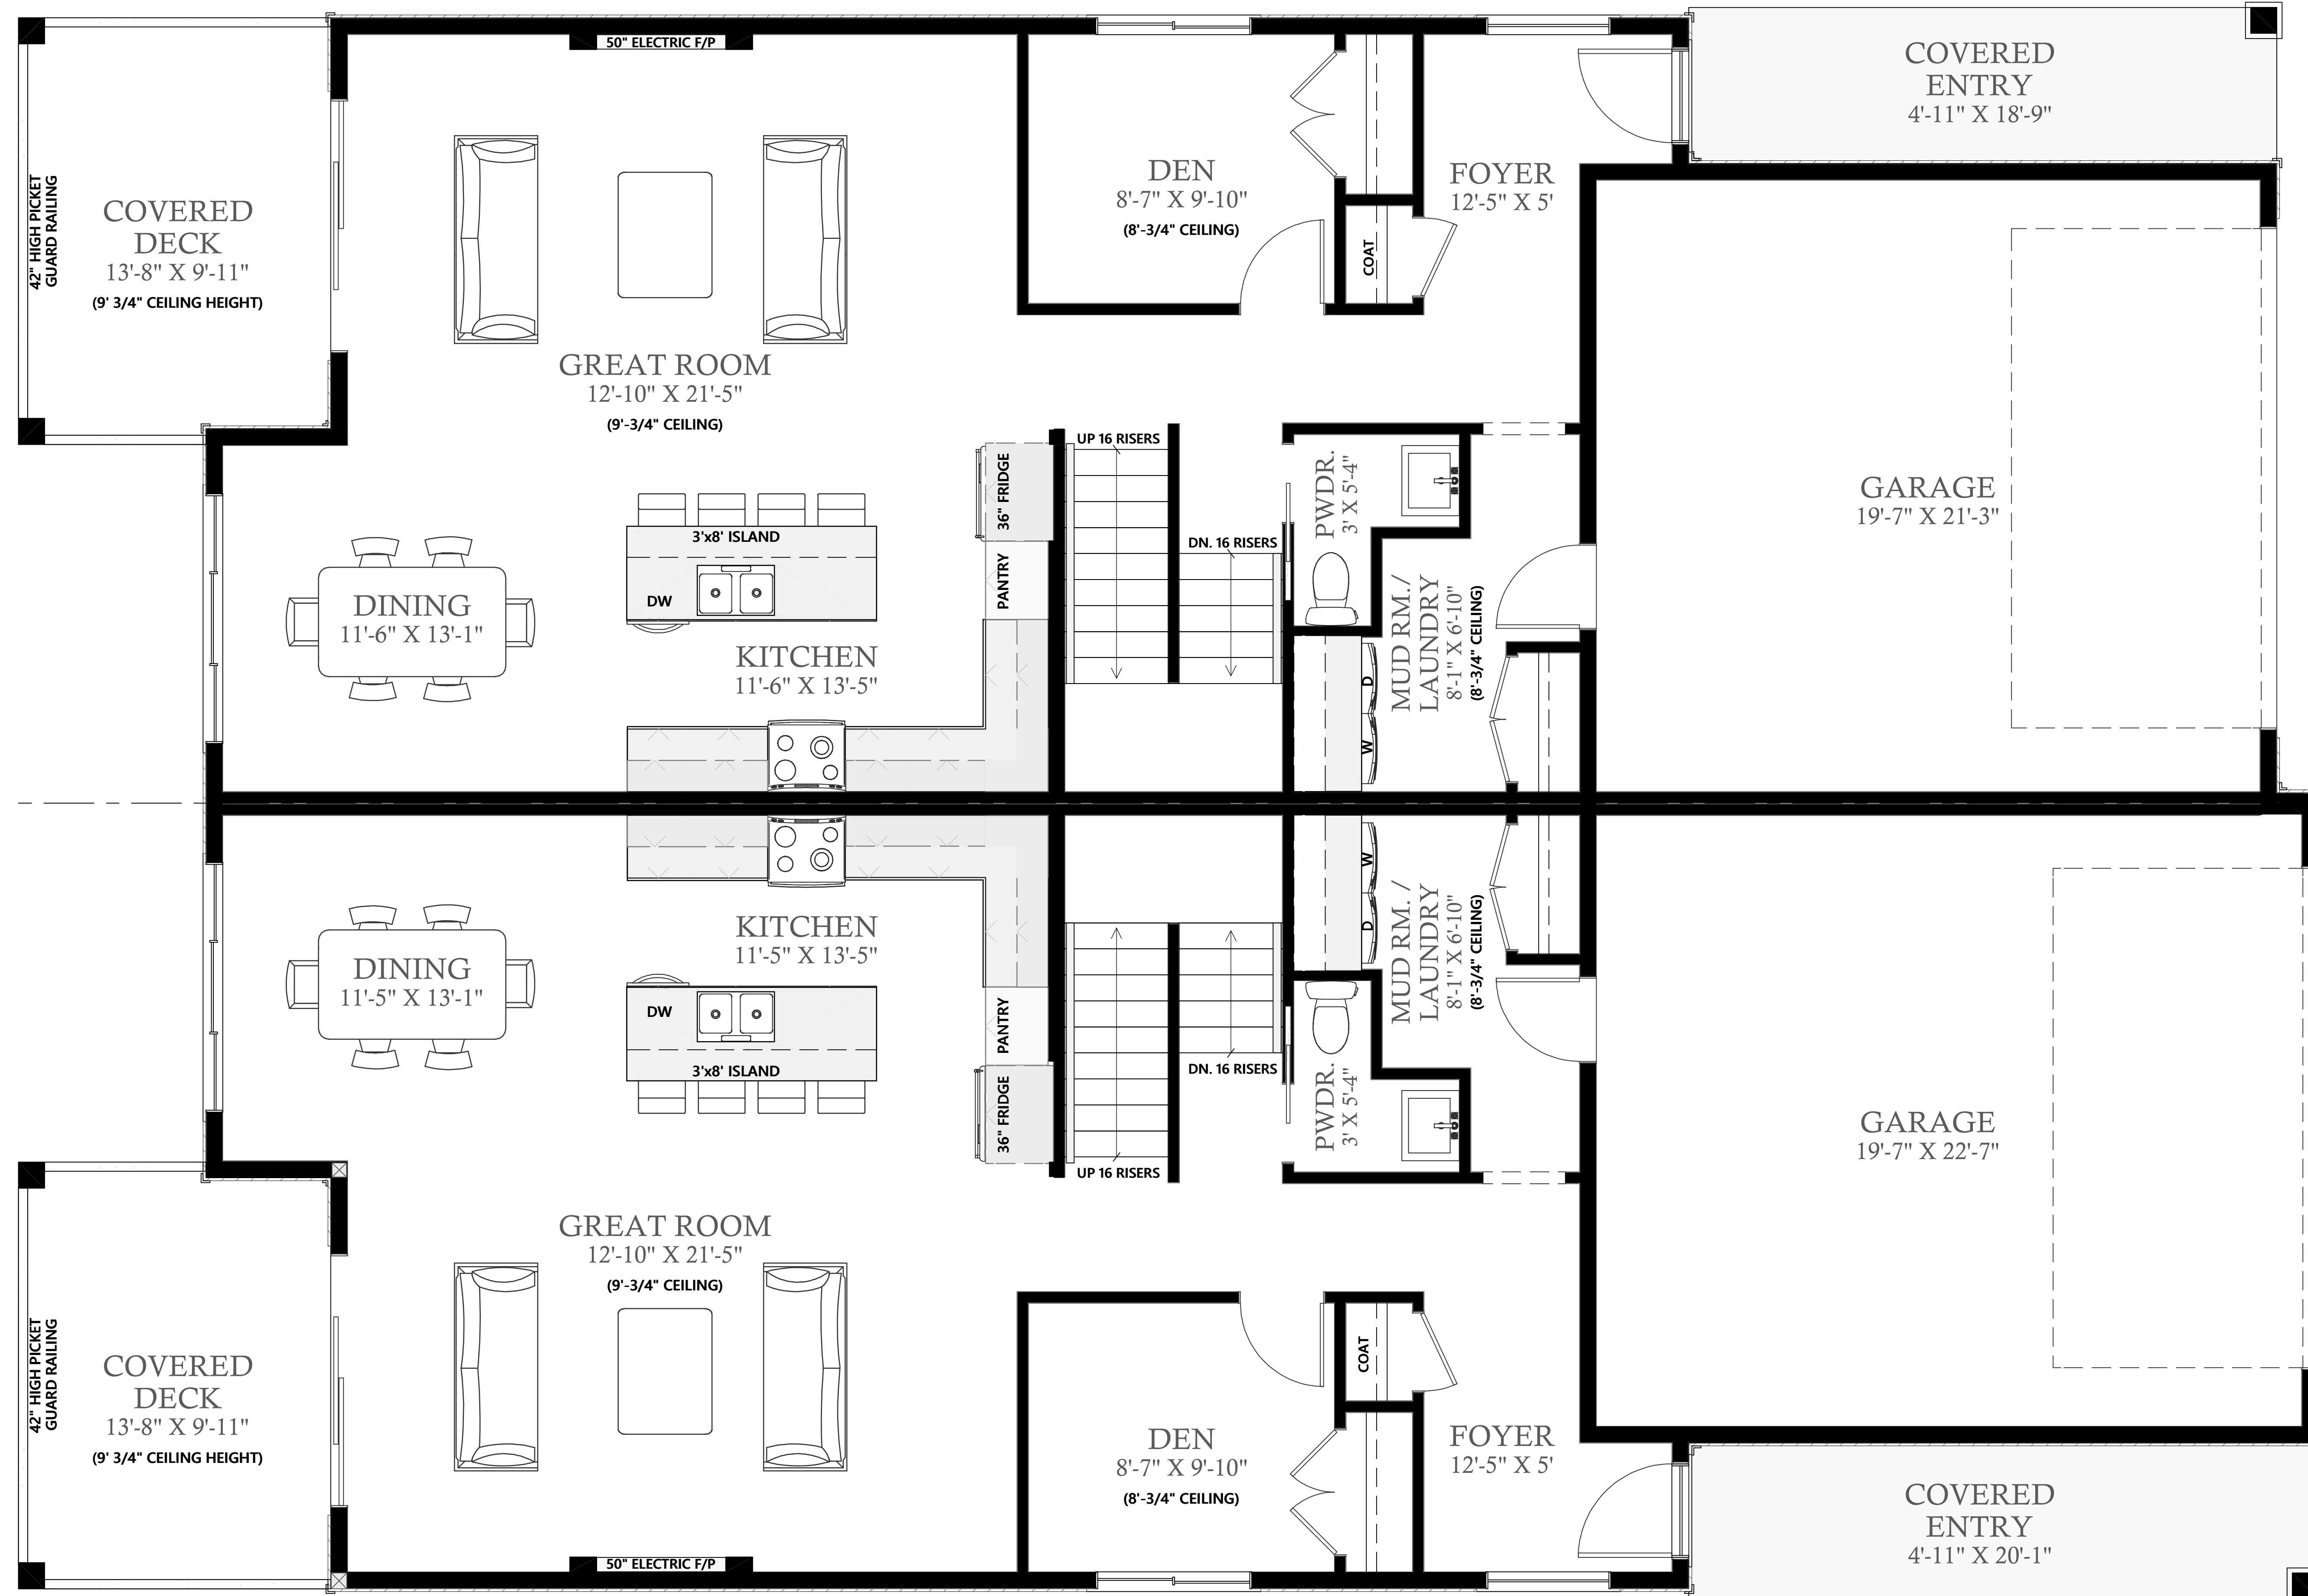 50" ELECTRIC F/P
COVERED
ENTRY
4'-11" X 18'-9"
DEN
8'-7" X 9'-10"
(8'-3/4" CEILING)
FOYER
12'-5" X 5'
COAT
42" HIGH PICKET
GUARD RAILING
COVERED
DECK
13'-8" X 9'-11"
(9' 3/4" CEILING HEIGHT)
GREAT ROOM
12'-10" X 21'-5"
(9'-3/4" CEILING)
UP 16 RISERS
36" FRIDGE
PWDR.
3' X 5'-4"
GARAGE
19'-7" X 21'-3"
3'x8' ISLAND
DN. 16 RISERS
DW
PANTRY
DINING
11'-6" X 13'-1"
KITCHEN
11'-6" X 13'-5"
D
W
MUD RM./
LAUNDRY
8'-1" X 6'-10"
(8'-3/4" CEILING)
W
D
MUD RM. /
LAUNDRY
8'-1" X 6'-10"
(8'-3/4" CEILING)
KITCHEN
11'-5" X 13'-5"
DINING
11'-5" X 13'-1"
DW
PANTRY
3'x8' ISLAND
DN. 16 RISERS
36" FRIDGE
PWDR.
3' X 5'-4"
GARAGE
19'-7" X 22'-7"
UP 16 RISERS
GREAT ROOM
12'-10" X 21'-5"
(9'-3/4" CEILING)
42" HIGH PICKET
GUARD RAILING
COVERED
DECK
13'-8" X 9'-11"
(9' 3/4" CEILING HEIGHT)
COAT
DEN
8'-7" X 9'-10"
(8'-3/4" CEILING)
FOYER
12'-5" X 5'
COVERED
ENTRY
4'-11" X 20'-1"
50" ELECTRIC F/P